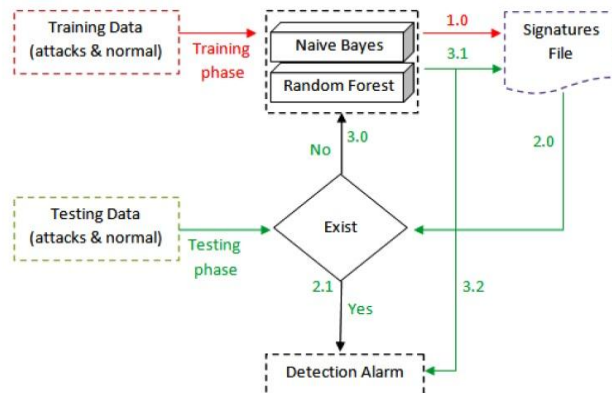 Training Data
(attacks & normal)
Training
phase
Naive Bayes
Random Forest
1.0
3.1
Signatures
File
No
3.0
2.0
Testing Data
(attacks & normal)
Testing
phase
Exist
2.1
Yes
3.2
Detection Alarm